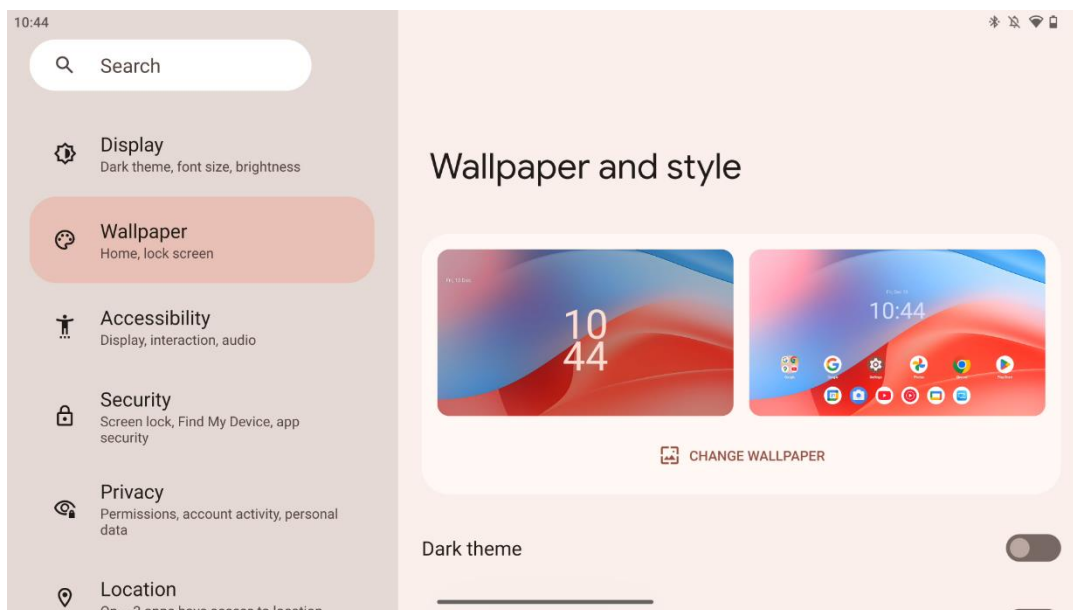 10:44
Search
Display
Dark theme, font size, brightness
Wallpaper
Home, lock screen
Accessibility
Display, interaction, audio
Security
Screen lock, Find My Device, app
security
Privacy
Permissions, account activity, personal
data
Location
Wallpaper and style
10
44
10:44
CHANGE WALLPAPER
Dark theme